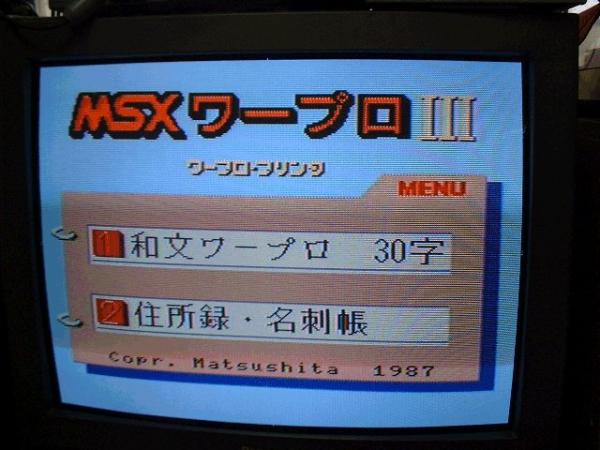 MSXワープロIII
ワープロ・プリンタ
MENU
1 和文ワープロ 30字
2 住所録・名刺帳
Copr. Matsushita 1987